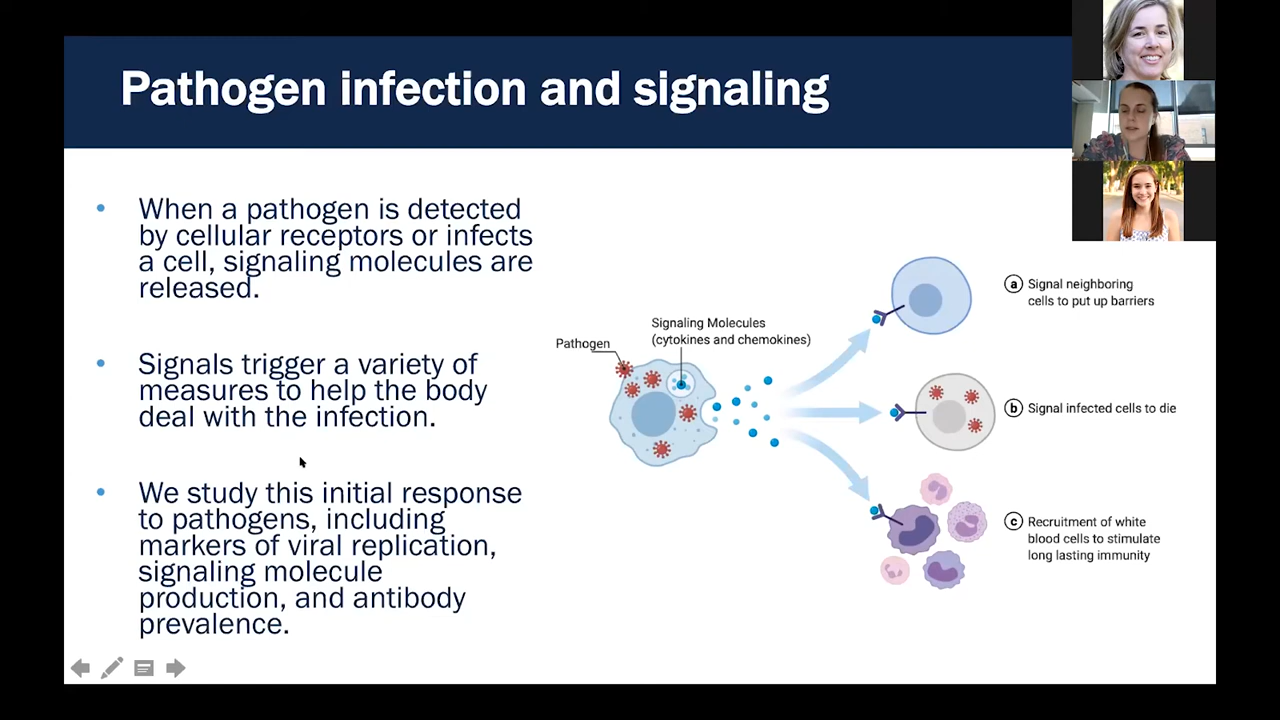 Pathogen infection and signaling
• When a pathogen is detected
by cellular receptors or infects
a cell, signaling molecules are
released.
• Signals trigger a variety of
measures to help the body
deal with the infection.
• We study this initial response
to pathogens, including
markers of viral replication,
signaling molecule
production, and antibody
prevalence.
Pathogen
Signaling Molecules
(cytokines and chemokines)
a Signal neighboring
cells to put up barriers
b Signal infected cells to die
c Recruitment of white
blood cells to stimulate
long lasting immunity